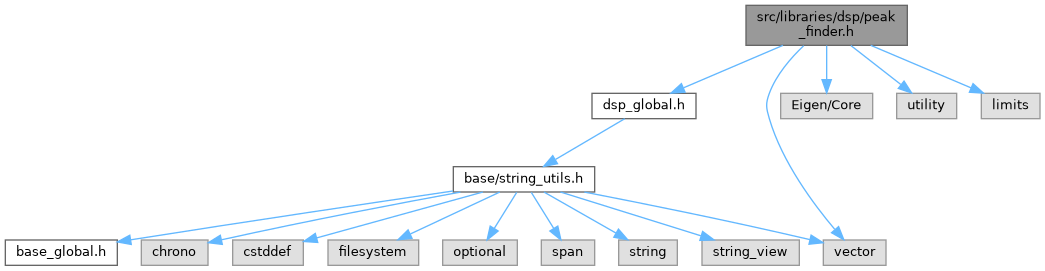 src/libraries/dsp/peak
_finder.h
dsp_global.h
Eigen/Core
utility
limits
base/string_utils.h
base_global.h
chrono
cstddef
filesystem
optional
span
string
string_view
vector